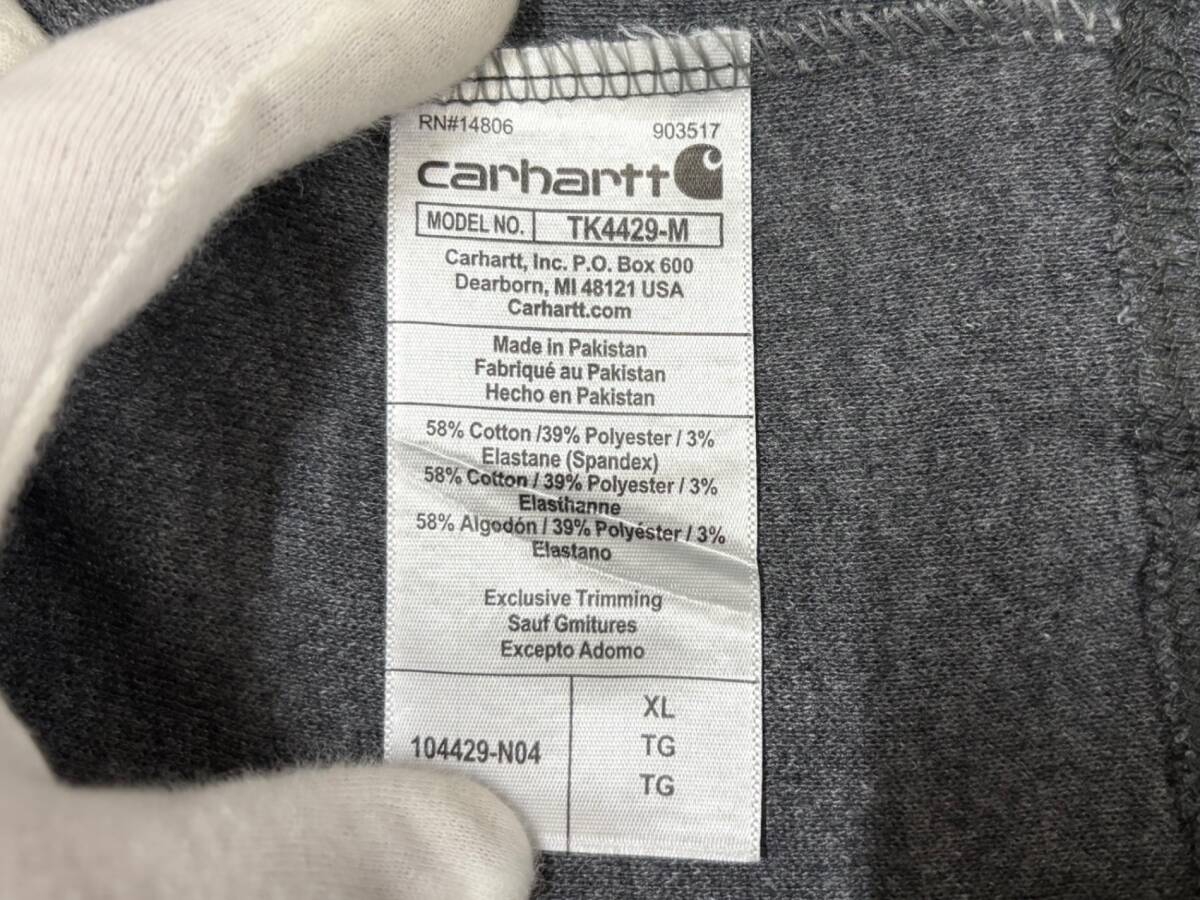 RN#14806 903517
carhartt
MODEL NO. TK4429-M
Carhartt, Inc. P.O. Box 600
Dearborn, MI 48121 USA
Carhartt.com
Made in Pakistan
Fabriqué au Pakistan
Hecho en Pakistan
58% Cotton /39% Polyester / 3%
Elastane (Spandex)
58% Cotton / 39% Polyester / 3%
Elasthanne
58% Algodón / 39% Polyéster / 3%
Elastano
Exclusive Trimming
Sauf Gmitures
Excepto Adomo
104429-N04
XL
TG
TG